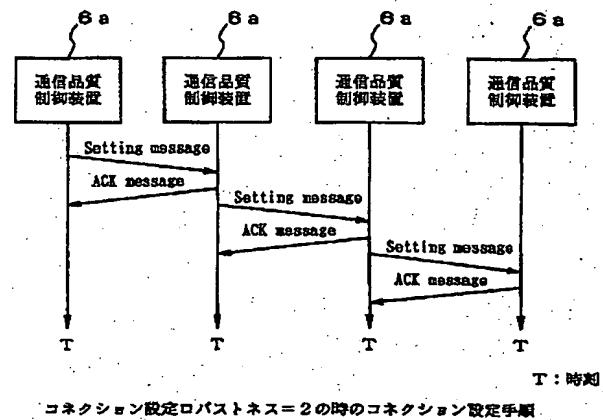 6a 6a 6a 6a
通信品質 通信品質 通信品質 通信品質
制御装置 制御装置 制御装置 制御装置
Setting message
ACK message
Setting message
ACK message
Setting message
ACK message
T T T T
T：時刻
コネクション設定ロバストネス＝2の時のコネクション設定手順